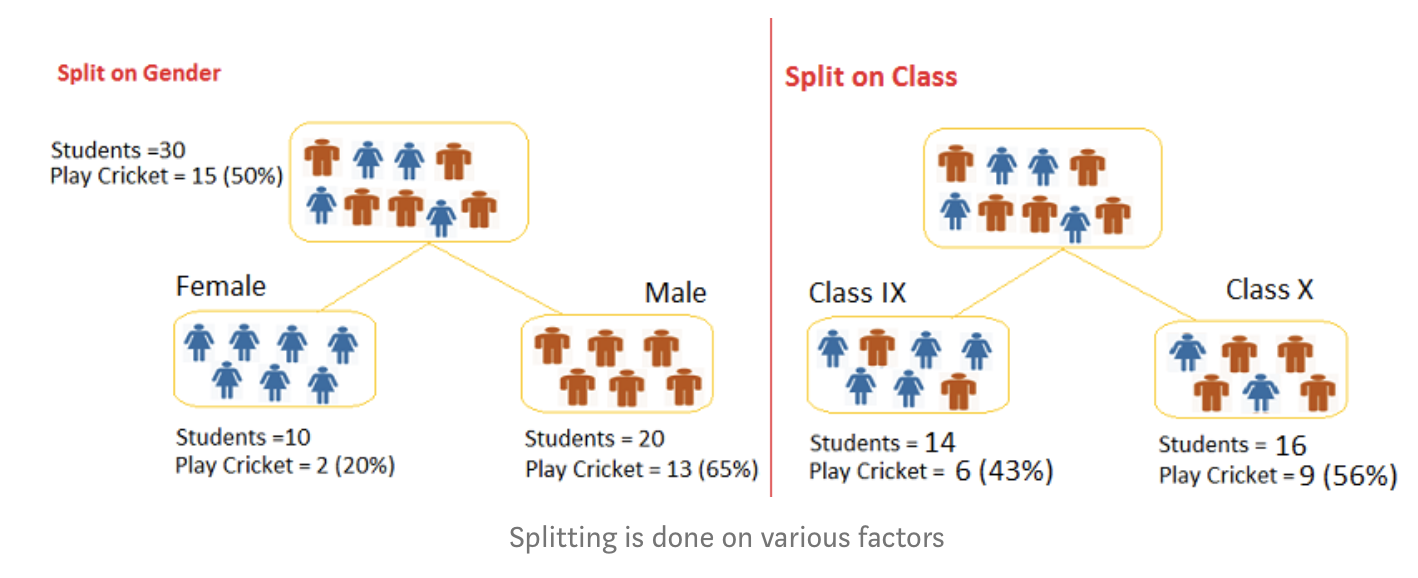 Split on Gender
Students =30
Play Cricket = 15 (50%)
Female
Male
Students =10
Play Cricket = 2 (20%)
Students = 20
Play Cricket = 13 (65%)
Split on Class
Class IX
Class X
Students = 14
Play Cricket = 6 (43%)
Students = 16
Play Cricket = 9 (56%)
Splitting is done on various factors